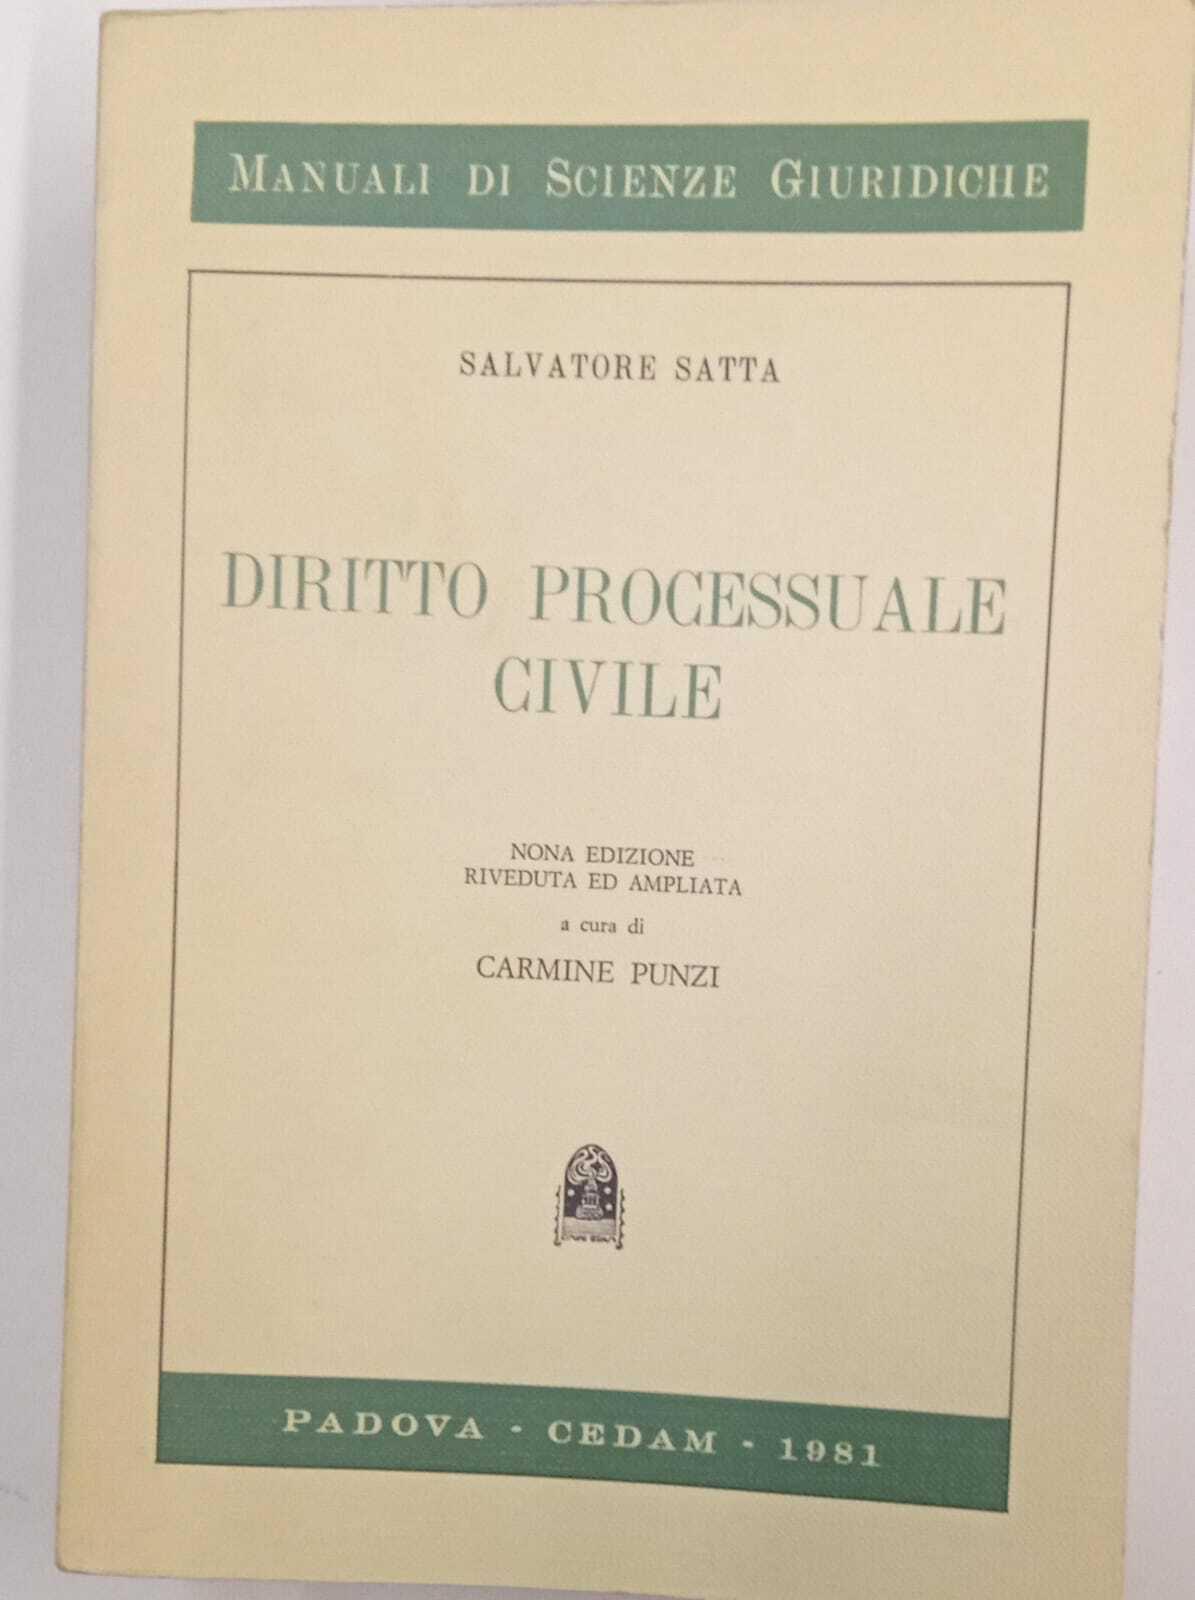 MANUALI DI SCIENZE GIURIDICHE
SALVATORE SATTA
DIRITTO PROCESSUALE
CIVILE
NONA EDIZIONE
RIVEDUTA ED AMPLIATA
a cura di
CARMINE PUNZI
PADOVA - CEDAM - 1981